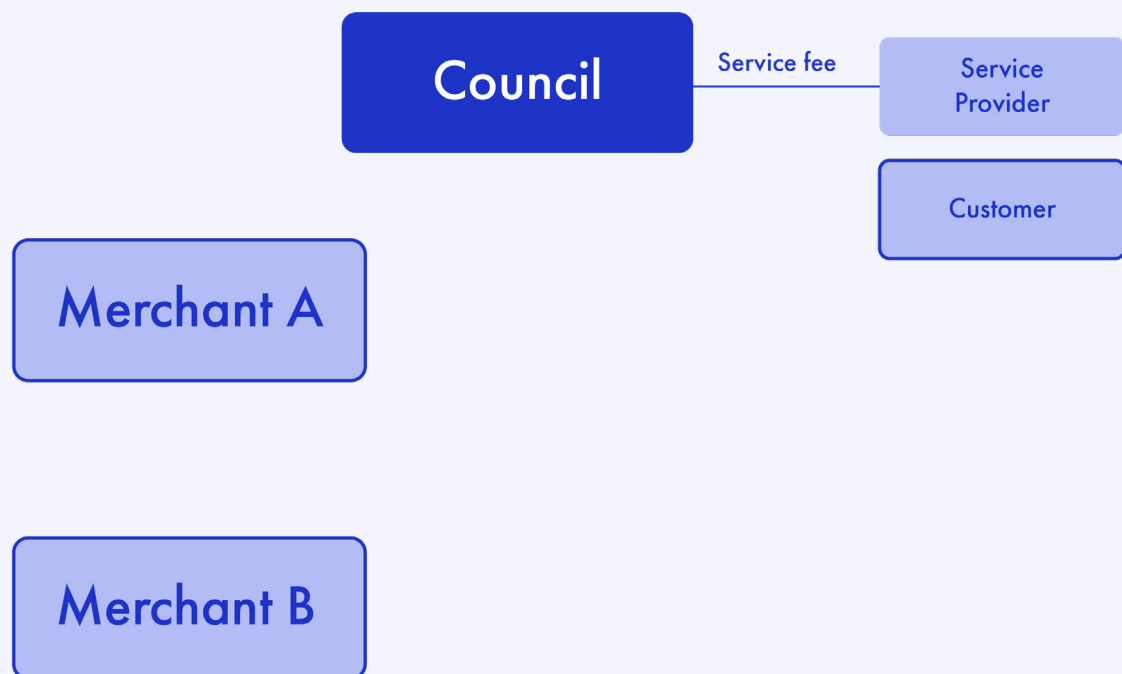 Council
Service fee
Service
Provider
Customer
Merchant A
Merchant B